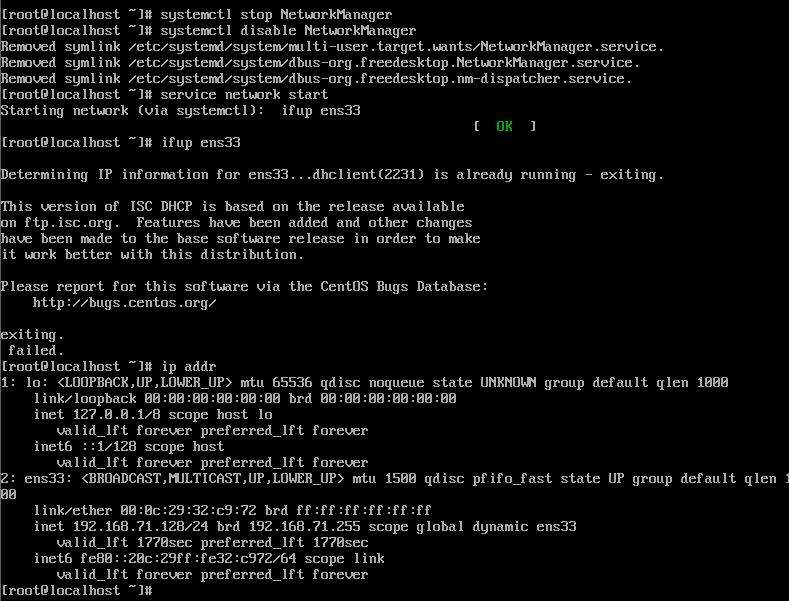 [root@localhost ~]# systemctl stop NetworkManager
[root@localhost ~]# systemctl disable NetworkManager
Removed symlink /etc/systemd/system/multi-user.target.wants/NetworkManager.service.
Removed symlink /etc/systemd/system/dbus-org.freedesktop.NetworkManager.service.
Removed symlink /etc/systemd/system/dbus-org.freedesktop.nm-dispatcher.service.
[root@localhost ~]# service network start
Starting network (via systemctl):  ifup ens33
[  OK  ]
[root@localhost ~]# ifup ens33
Determining IP information for ens33...dhclient(2231) is already running - exiting.
This version of ISC DHCP is based on the release available
on ftp.isc.org.  Features have been added and other changes
have been made to the base software release in order to make
it work better with this distribution.
Please report for this software via the CentOS Bugs Database:
    http://bugs.centos.org/
exiting.
 failed.
[root@localhost ~]# ip addr
1: lo: <LOOPBACK,UP,LOWER_UP> mtu 65536 qdisc noqueue state UNKNOWN group default qlen 1000
    link/loopback 00:00:00:00:00:00 brd 00:00:00:00:00:00
    inet 127.0.0.1/8 scope host lo
       valid_lft forever preferred_lft forever
    inet6 ::1/128 scope host
       valid_lft forever preferred_lft forever
2: ens33: <BROADCAST,MULTICAST,UP,LOWER_UP> mtu 1500 qdisc pfifo_fast state UP group default qlen 1
00
    link/ether 00:0c:29:32:c9:72 brd ff:ff:ff:ff:ff:ff
    inet 192.168.71.128/24 brd 192.168.71.255 scope global dynamic ens33
       valid_lft 1770sec preferred_lft 1770sec
    inet6 fe80::20c:29ff:fe32:c972/64 scope link
       valid_lft forever preferred_lft forever
[root@localhost ~]#